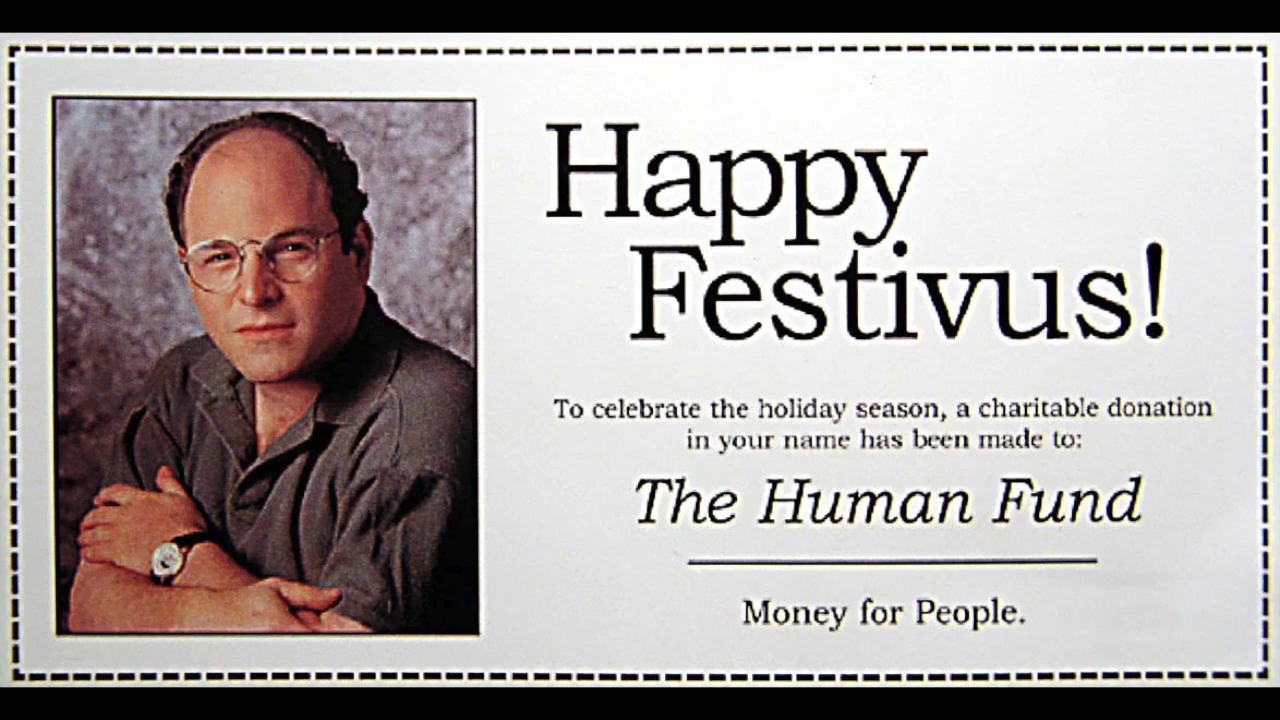 Happy
Festivus!
To celebrate the holiday season, a charitable donation
in your name has been made to:
The Human Fund
Money for People.